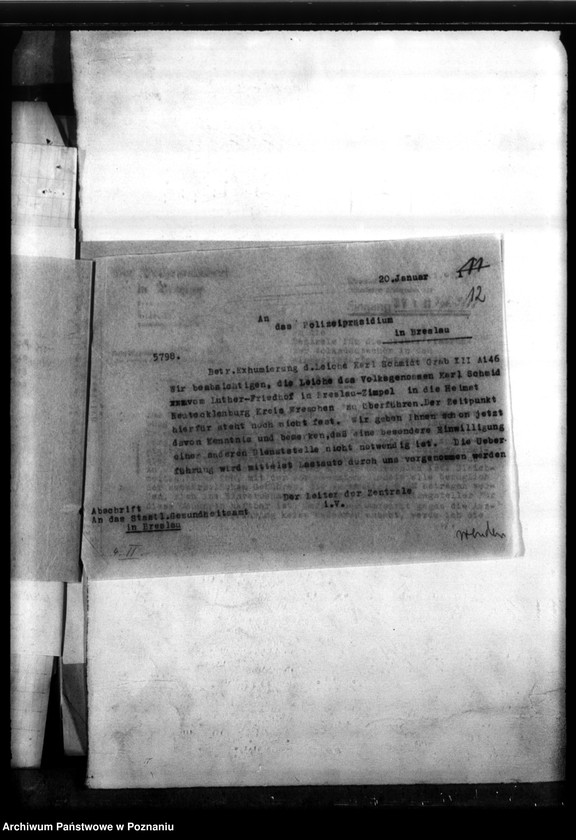 20.Januar
11
12
An
das Polizeipräsidium
in Breslau
5798.
Betr.Exhumierung d.Leiche Karl Schmidt Grab XII A146
Wir beabsichtigen, die Leiche des Volksgenossen Karl Schmid
xxxvom Luther-Friedhof in Breslau-Zimpel in die Heimat
Neutecklenburg Kreis Wreschen zu überführen.Der Zeitpunkt
hierfür steht noch nicht fest. Wir geben Ihnen schon jetzt
davon Kenntnis und bemerken,daß eine besondere Einwilligung
einer anderen Dienststelle nicht notwendig ist. Die Ueber-
führung wird mittelst Lastauto durch uns vorgenommen werden
Der Leiter der Zentrale
i.V.
Abschrift
An das Staatl.Gesundheitsamt
in Breslau
wenden
Archiwum Państwowe w Poznaniu